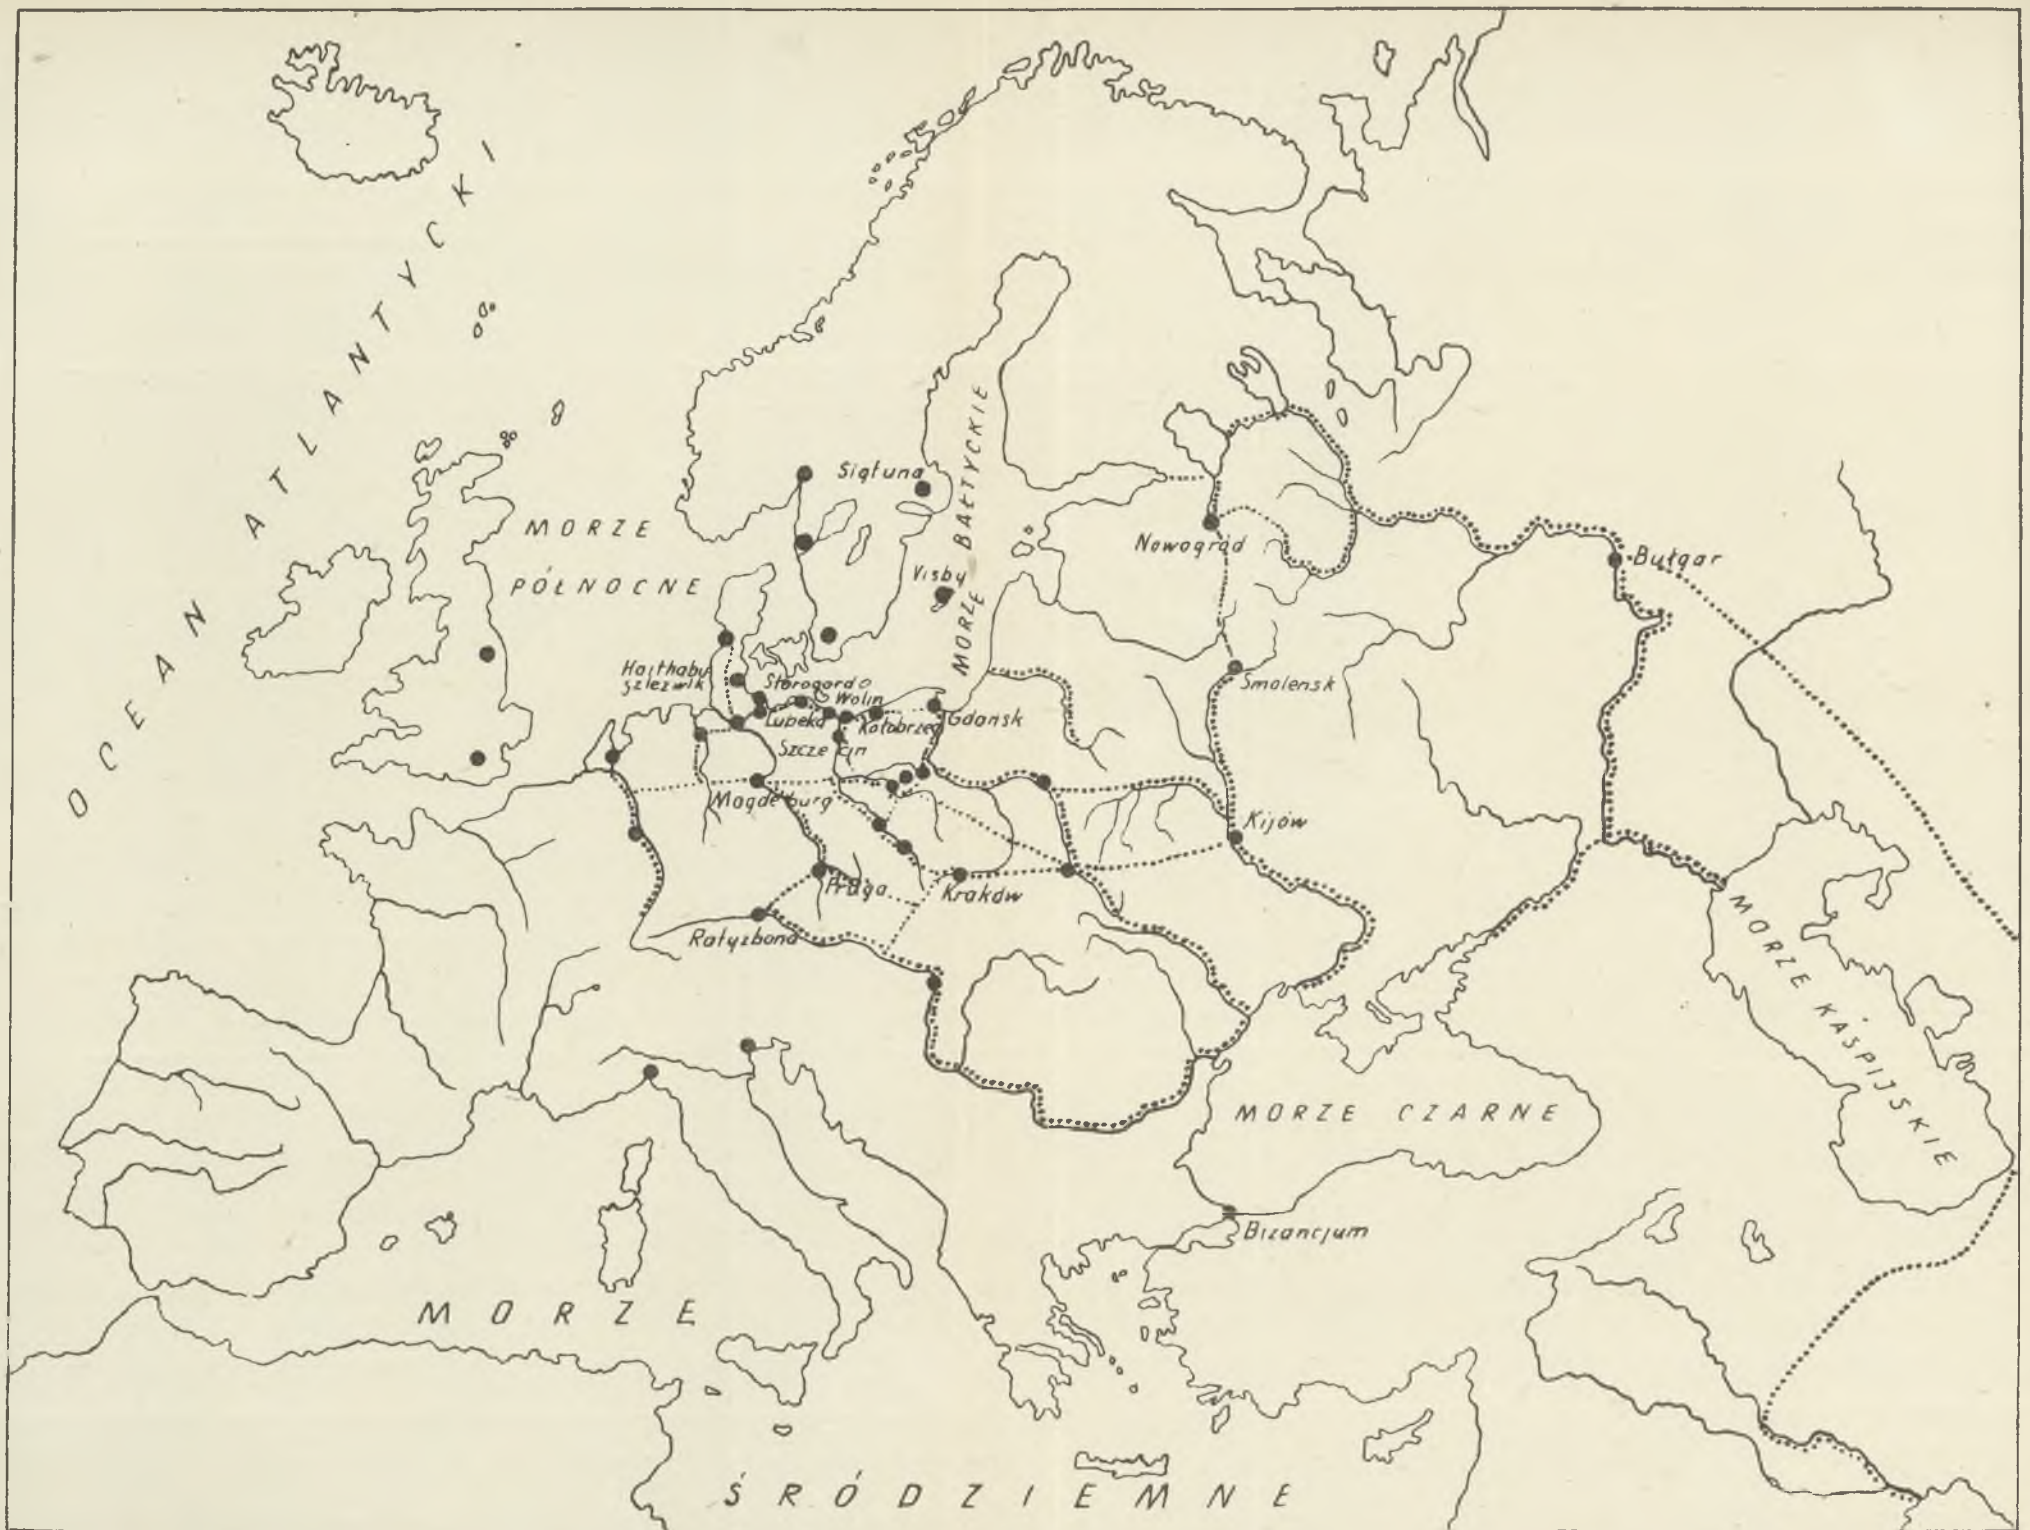 OCEAN ATLANTYCKI
MORZE
PÓŁNOCNE
MORZE BAŁTYCKIE
Sigtuna
Visby
Nowogród
Bułgar
Smolensk
Hajthaby
Szlezwik
Starogard
Wolin
Lubeka
Kołobrzeg
Gdańsk
Szczecin
Magdeburg
Kijów
Praga
Kraków
Ratyzbona
MORZE KASPIJSKIE
MORZE CZARNE
Bizancjum
MORZE
ŚRÓDZIEMNE